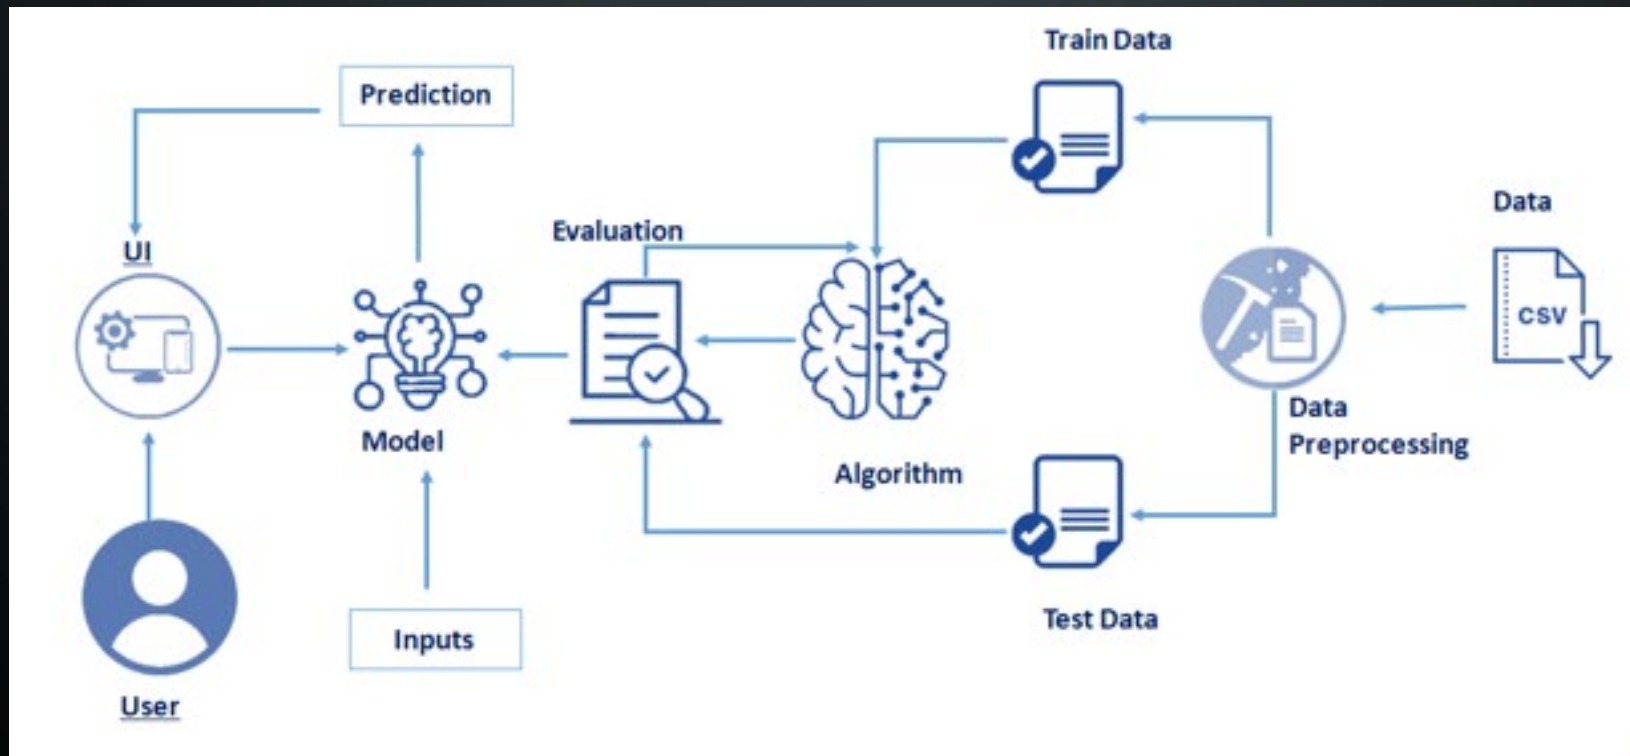 Train Data
Prediction
Data
Evaluation
UI
CSV
Data
Preprocessing
Model
Algorithm
Test Data
Inputs
User